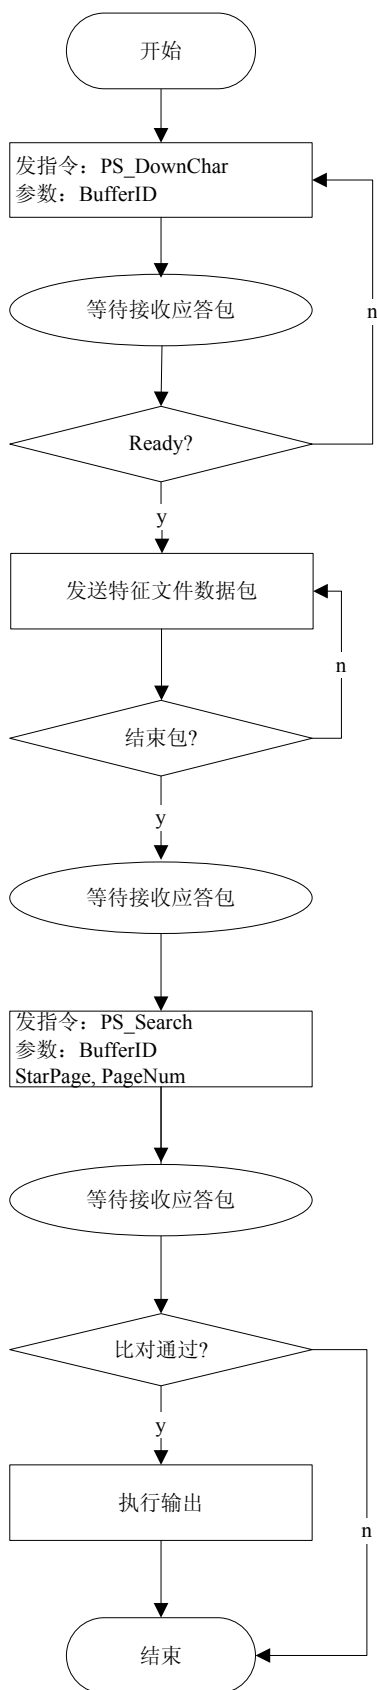 开始
发指令：PS_DownChar
参数：BufferID
等待接收应答包
n
Ready?
y
发送特征文件数据包
n
结束包?
y
等待接收应答包
发指令：PS_Search
参数：BufferID
StarPage, PageNum
等待接收应答包
比对通过?
y
执行输出
n
结束